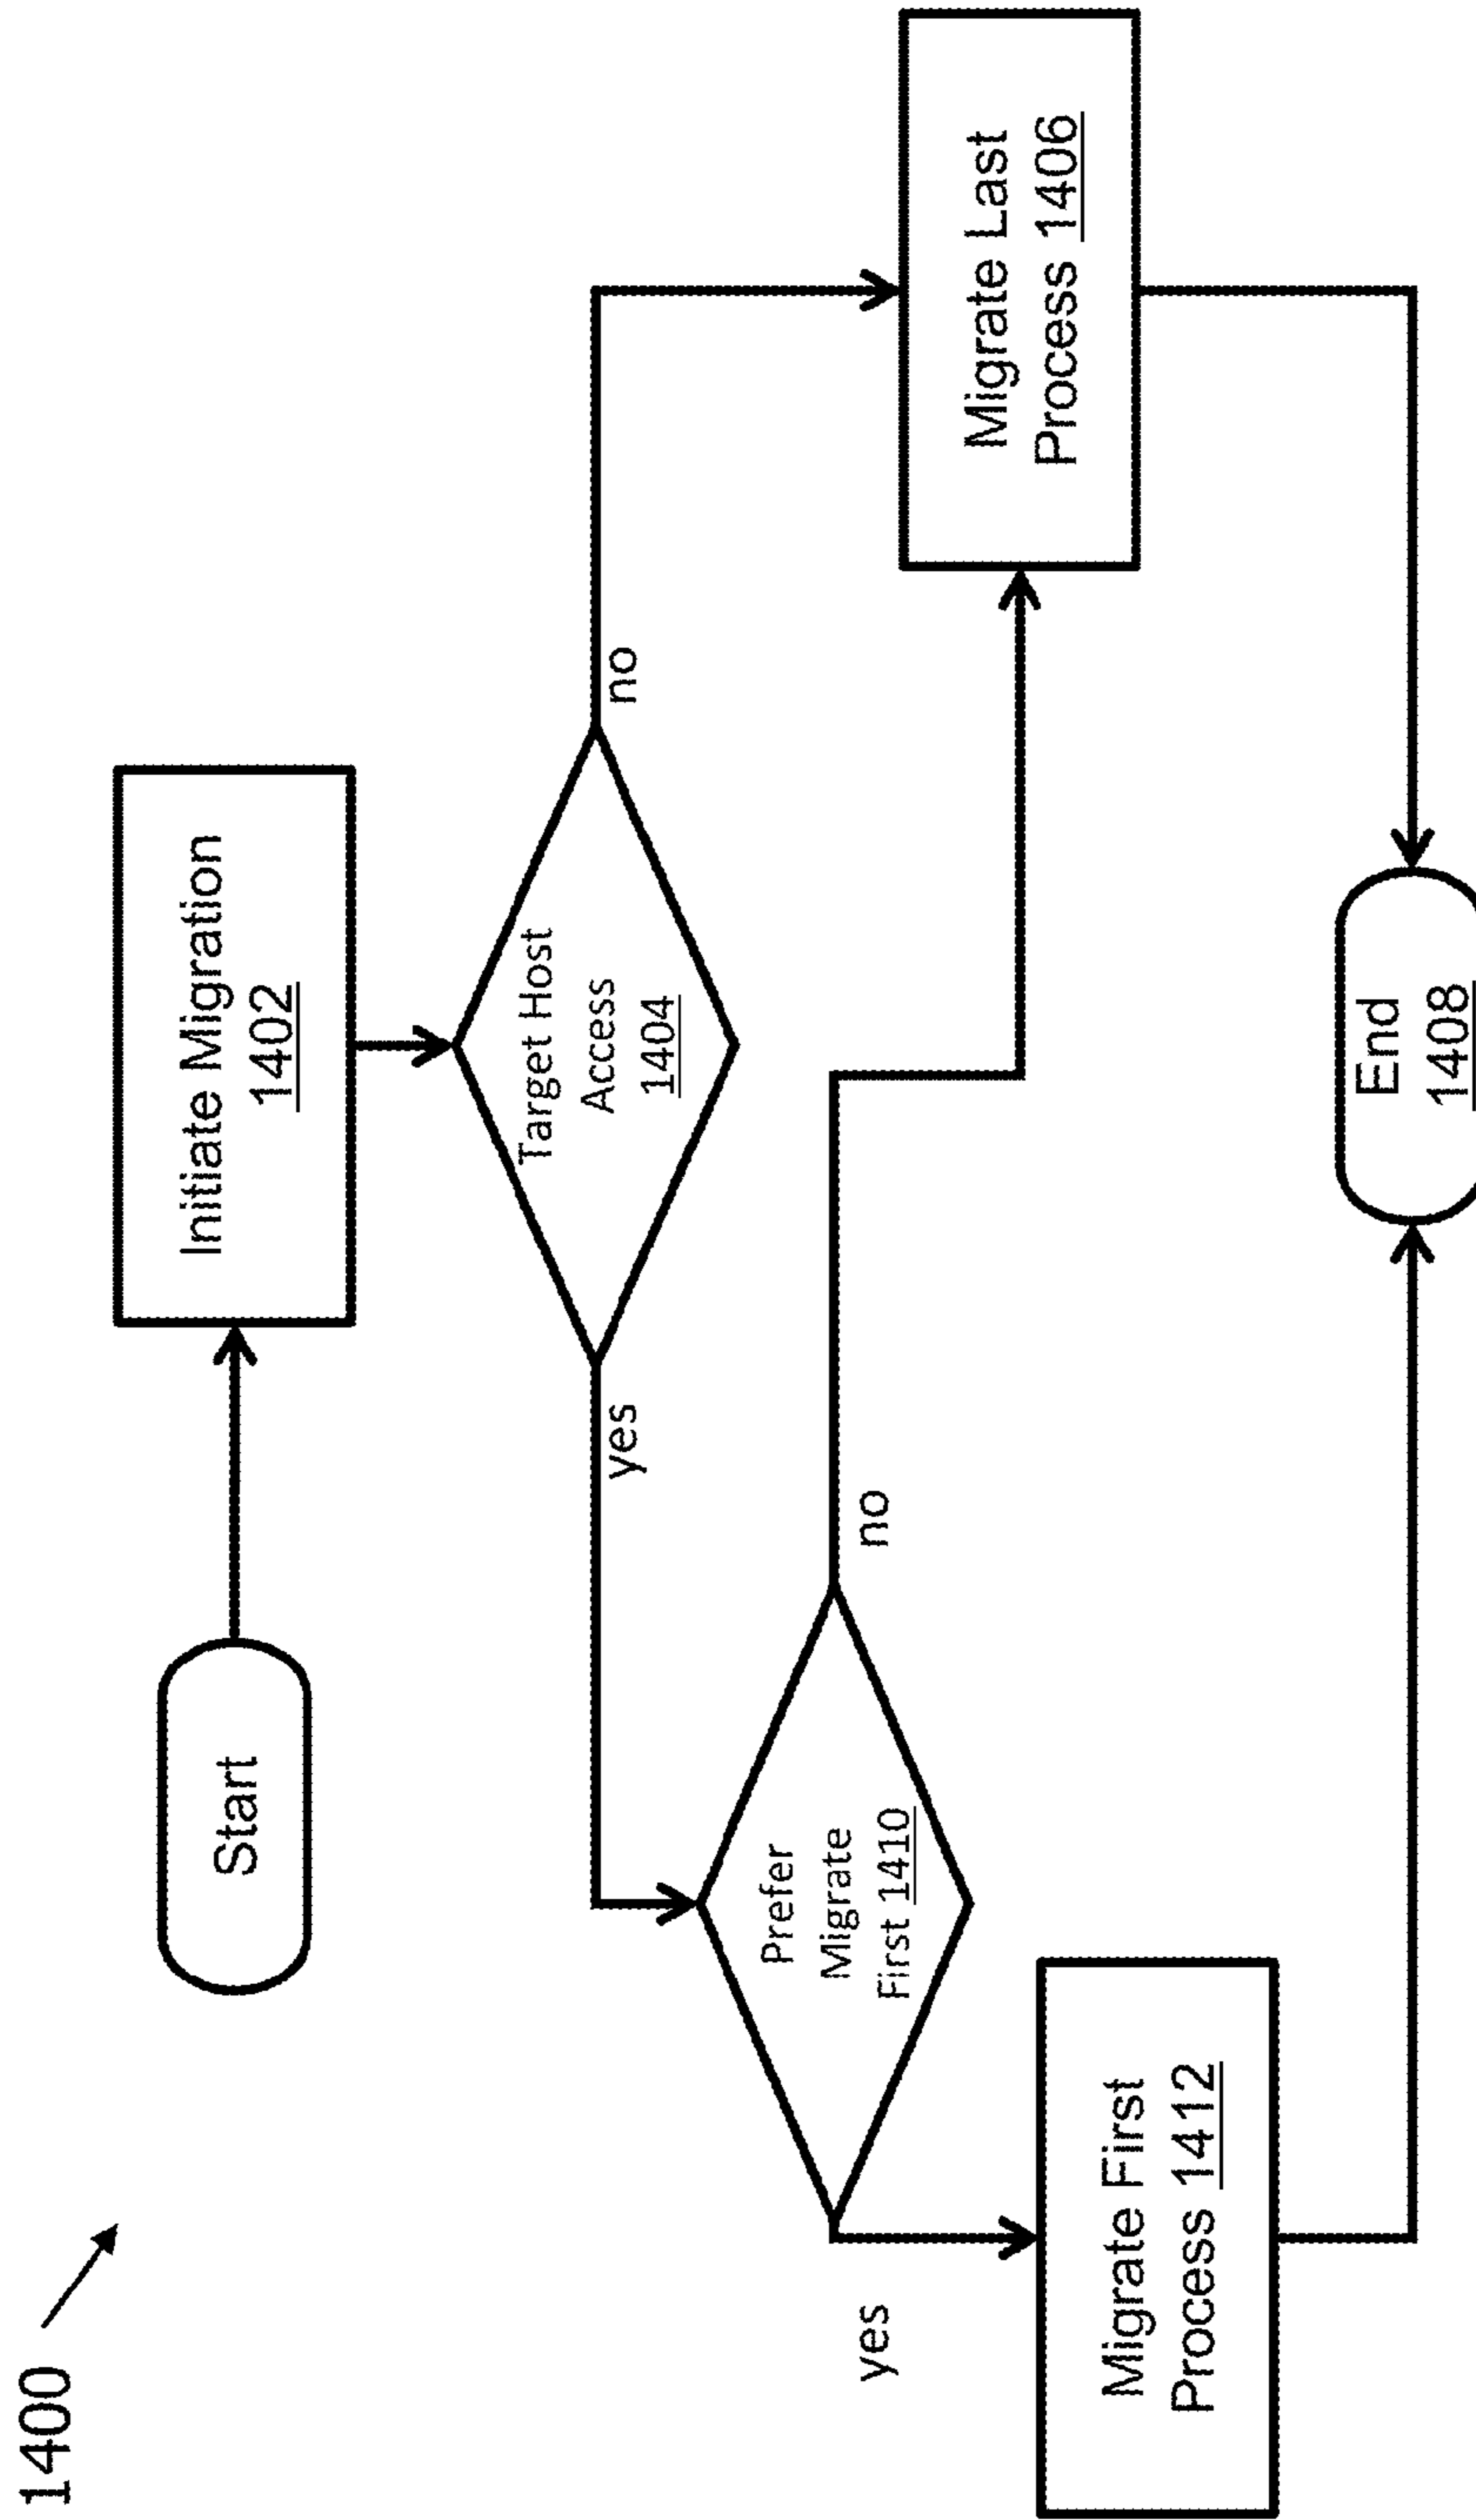 1400
Start
Initiate Migration
1402
Target Host
Access
1404
yes
no
Prefer
Migrate
First 1410
yes
no
Migrate First
Process 1412
Migrate Last
Process 1406
End
1408